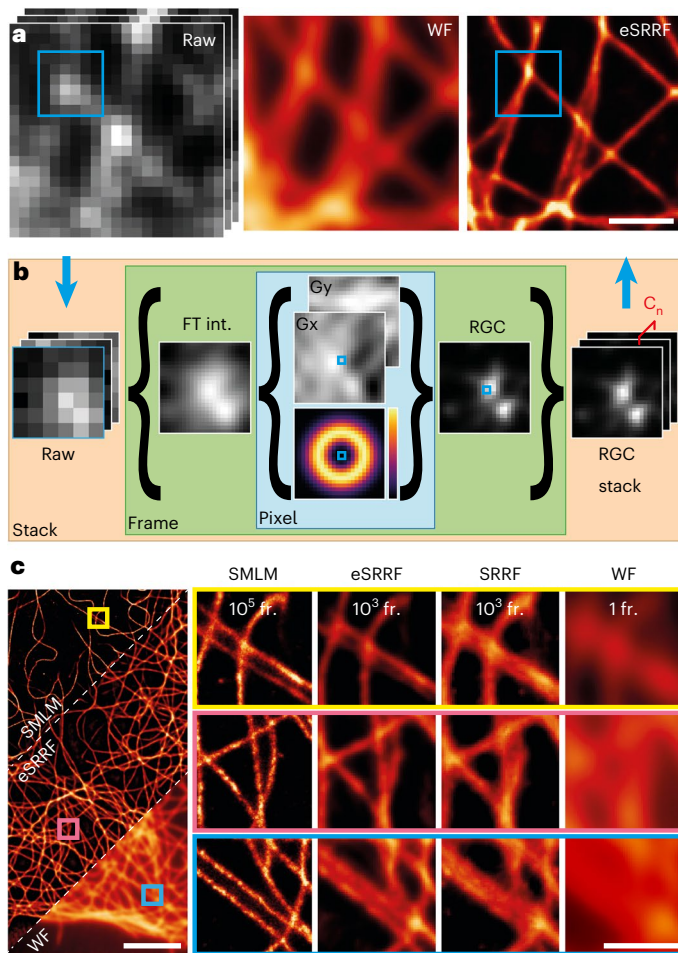 a
Raw
WF
eSRRF
b
FT int.
Gy
Gx
RGC
Cn
Raw
RGC
stack
Stack
Frame
Pixel
c
SMLM
eSRRF
SRRF
WF
10⁵ fr.
10³ fr.
10³ fr.
1 fr.
SMLM
eSRRF
WF